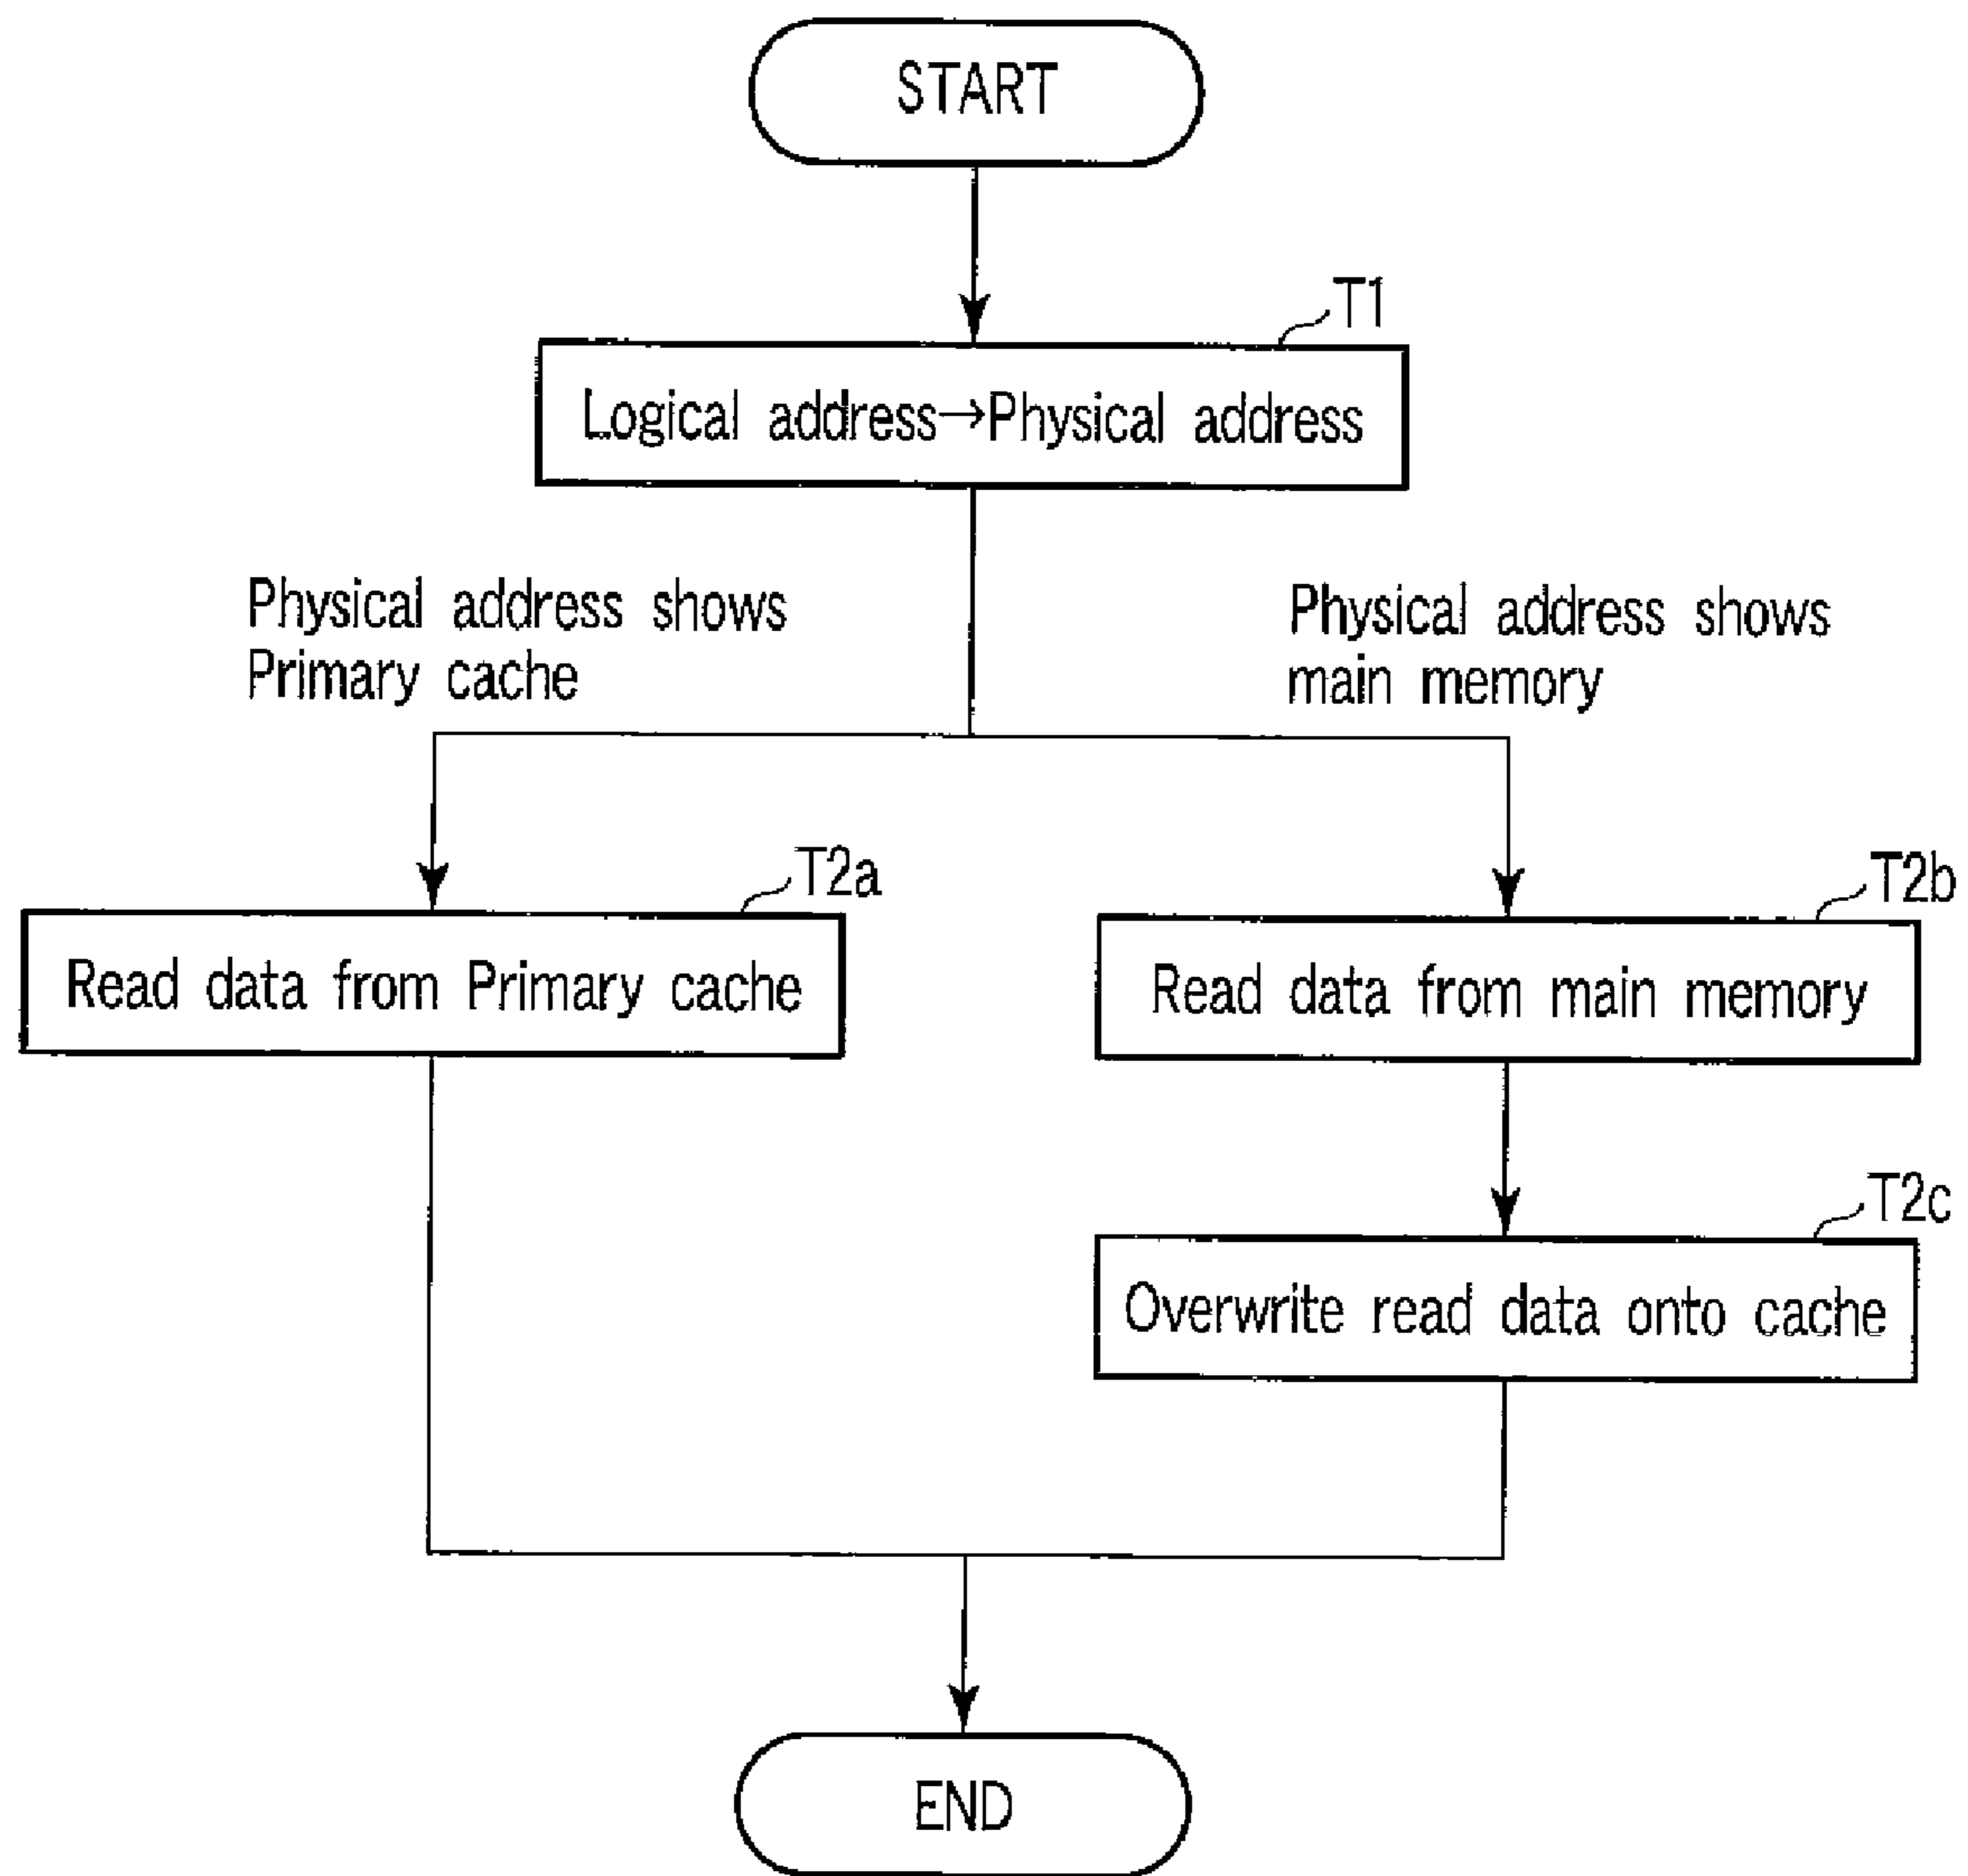 START
T1
Logical address→Physical address
Physical address shows
Primary cache
Physical address shows
main memory
T2a
Read data from Primary cache
T2b
Read data from main memory
T2c
Overwrite read data onto cache
END